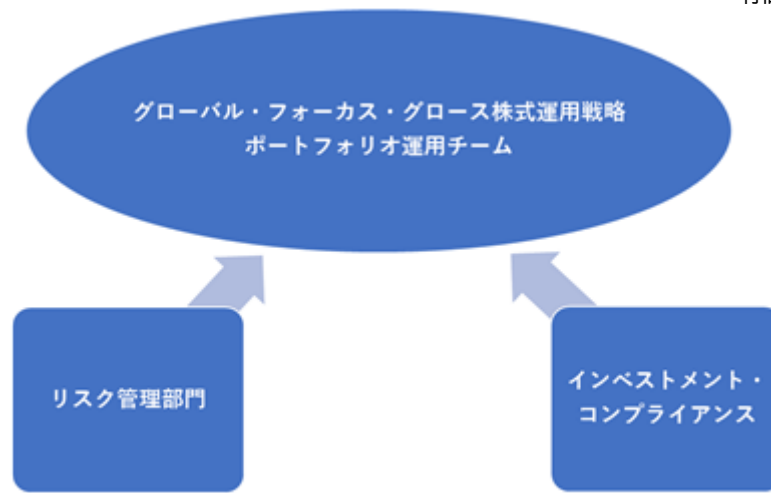 グローバル・フォーカス・グロース株式運用戦略
ポートフォリオ運用チーム
リスク管理部門
インベストメント・
コンプライアンス